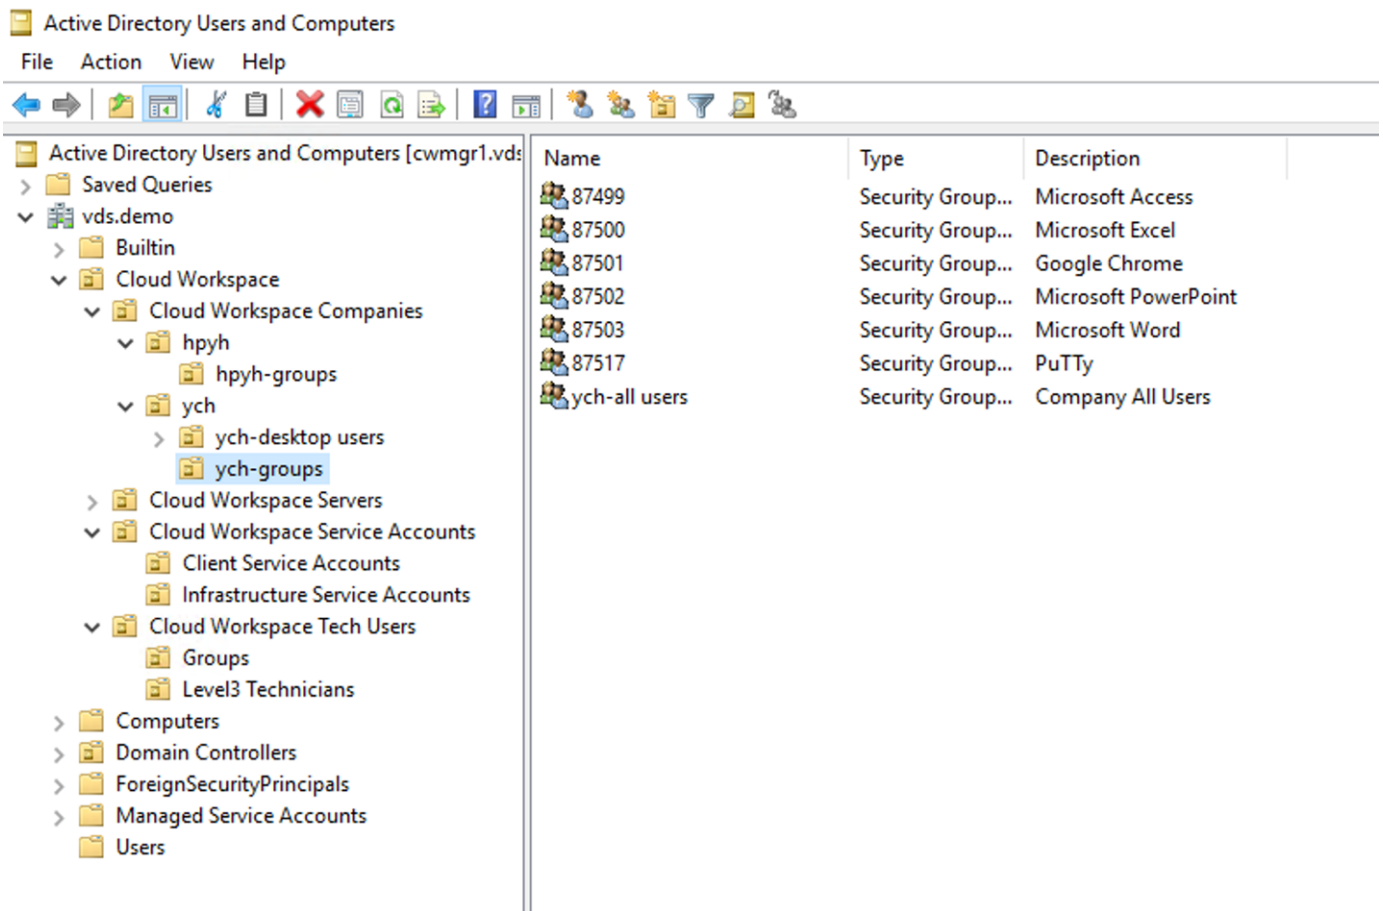 Active Directory Users and Computers
File Action View Help
Active Directory Users and Computers [cwmgr1.vds
Saved Queries
vds.demo
Builtin
Cloud Workspace
Cloud Workspace Companies
hpyh
hpyh-groups
ych
ych-desktop users
ych-groups
Cloud Workspace Servers
Cloud Workspace Service Accounts
Client Service Accounts
Infrastructure Service Accounts
Cloud Workspace Tech Users
Groups
Level3 Technicians
Computers
Domain Controllers
ForeignSecurityPrincipals
Managed Service Accounts
Users
Name Type Description
87499 Security Group... Microsoft Access
87500 Security Group... Microsoft Excel
87501 Security Group... Google Chrome
87502 Security Group... Microsoft PowerPoint
87503 Security Group... Microsoft Word
87517 Security Group... PuTTy
ych-all users Security Group... Company All Users